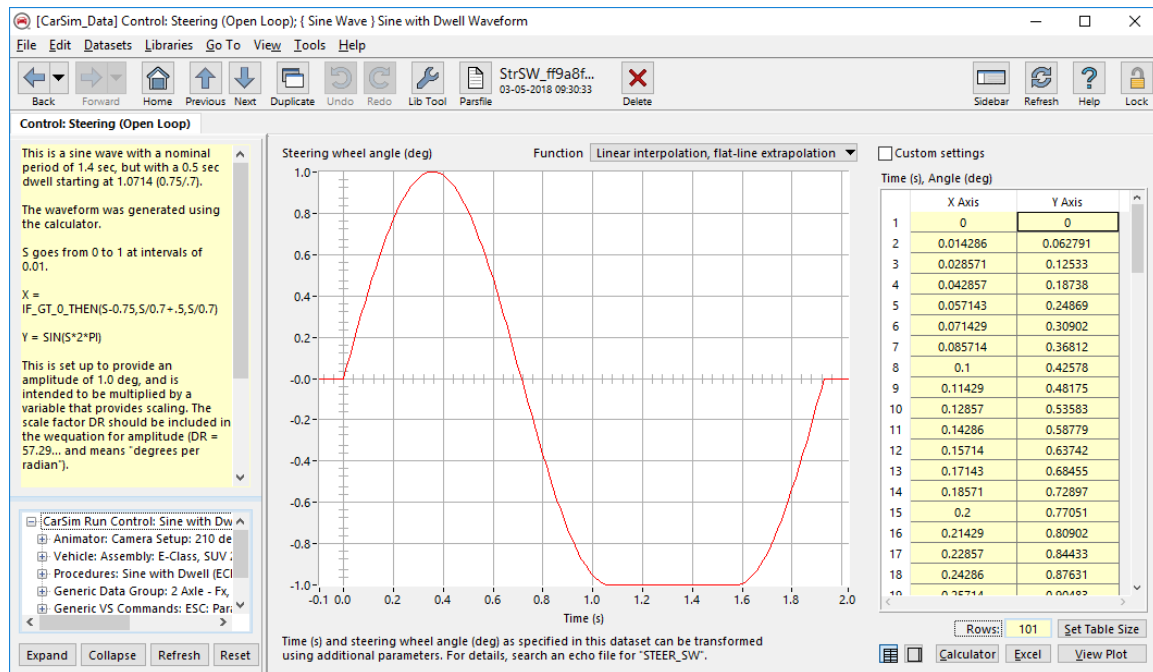 [CarSim_Data] Control: Steering (Open Loop); { Sine Wave } Sine with Dwell Waveform
File Edit Datasets Libraries Go To View Tools Help
Back Forward Home Previous Next Duplicate Undo Redo Lib Tool Parsfile
StrSW_ff9a8f...
03-05-2018 09:30:33
Delete Sidebar Refresh Help Lock
Control: Steering (Open Loop)
This is a sine wave with a nominal
period of 1.4 sec, but with a 0.5 sec
dwell starting at 1.0714 (0.75/.7).
The waveform was generated using
the calculator.
S goes from 0 to 1 at intervals of
0.01.
X =
IF_GT_0_THEN(S-0.75,S/0.7+.5,S/0.7)
Y = SIN(S*2*PI)
This is set up to provide an
amplitude of 1.0 deg, and is
intended to be multiplied by a
variable that provides scaling. The
scale factor DR should be included in
the wequation for amplitude (DR =
57.29... and means "degrees per
radian").
CarSim Run Control: Sine with Dw
Animator: Camera Setup: 210 de
Vehicle: Assembly: E-Class, SUV
Procedures: Sine with Dwell (EC
Generic Data Group: 2 Axle - Fx,
Generic VS Commands: ESC: Par
Expand Collapse Refresh Reset
Steering wheel angle (deg)
Function Linear interpolation, flat-line extrapolation
1.0
0.8
0.6
0.4
0.2
-0.0
-0.2
-0.4
-0.6
-0.8
-1.0
-0.1 0.0 0.2 0.4 0.6 0.8 1.0 1.2 1.4 1.6 1.8 2.0
Time (s)
Time (s) and steering wheel angle (deg) as specified in this dataset can be transformed
using additional parameters. For details, search an echo file for "STEER_SW".
Custom settings
Time (s), Angle (deg)
X Axis Y Axis
1 0 0
2 0.014286 0.062791
3 0.028571 0.12533
4 0.042857 0.18738
5 0.057143 0.24869
6 0.071429 0.30902
7 0.085714 0.36812
8 0.1 0.42578
9 0.11429 0.48175
10 0.12857 0.53583
11 0.14286 0.58779
12 0.15714 0.63742
13 0.17143 0.68455
14 0.18571 0.72897
15 0.2 0.77051
16 0.21429 0.80902
17 0.22857 0.84433
18 0.24286 0.87631
19 0.25714 0.90483
Rows: 101 Set Table Size
Calculator Excel View Plot